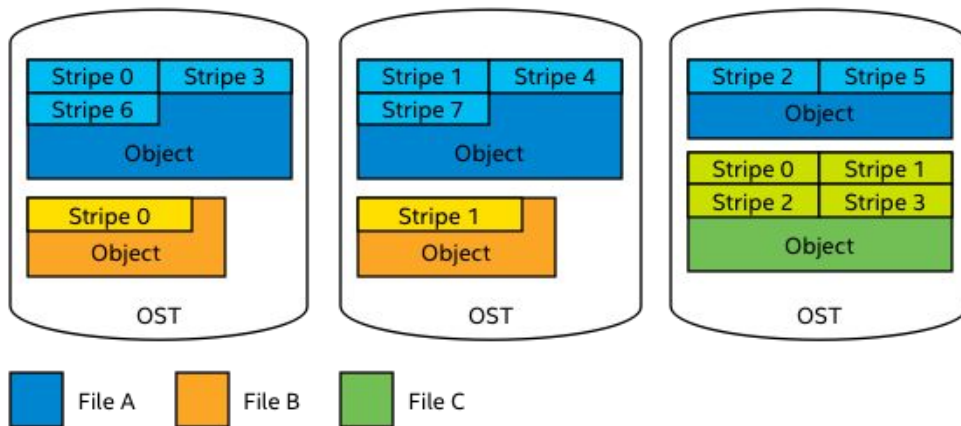 Stripe 0 Stripe 3
Stripe 6
Object
Stripe 0
Object
OST
Stripe 1 Stripe 4
Stripe 7
Object
Stripe 1
Object
OST
Stripe 2 Stripe 5
Object
Stripe 0 Stripe 1
Stripe 2 Stripe 3
Object
OST
File A
File B
File C